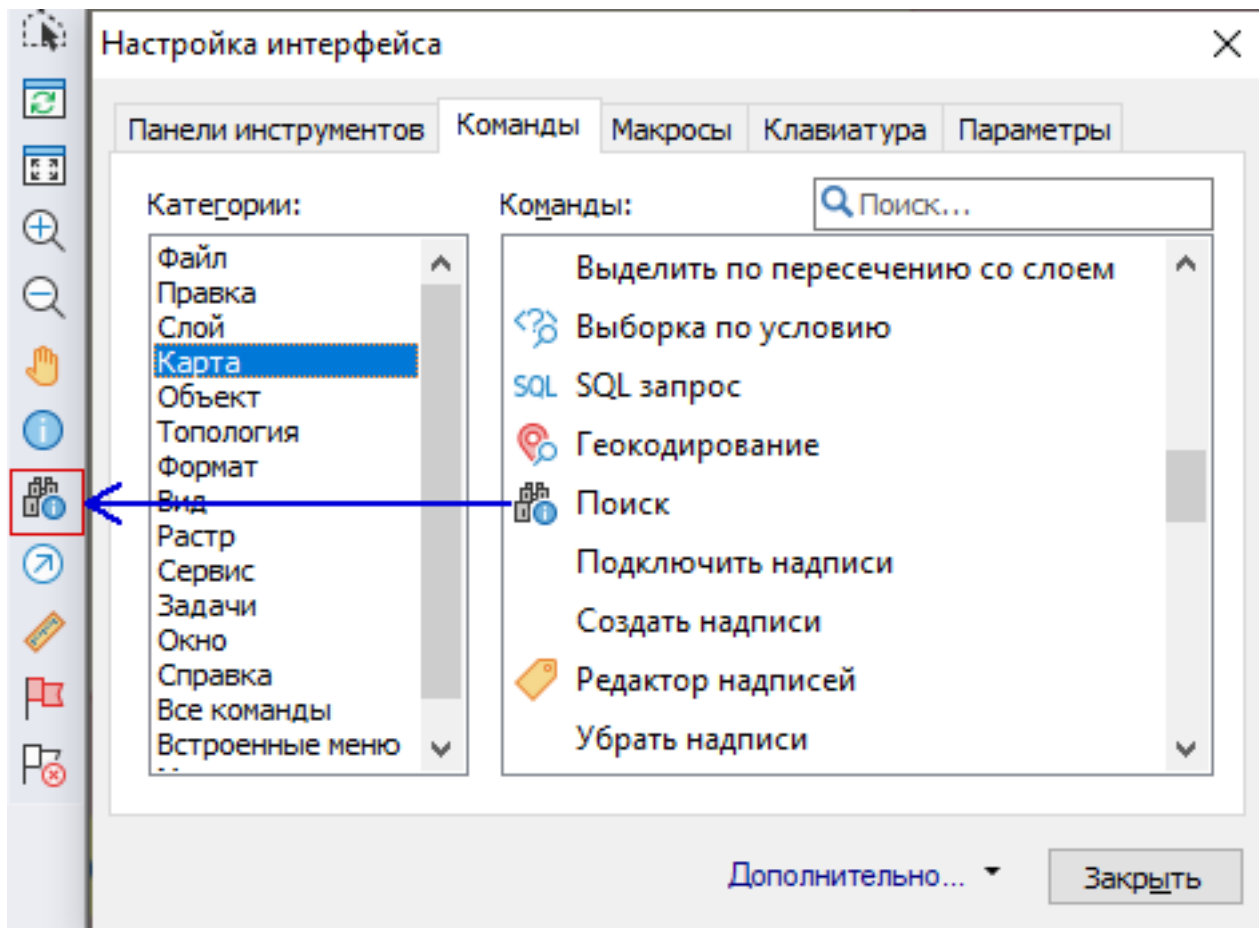 Настройка интерфейса
Панели инструментов Команды Макросы Клавиатура Параметры
Категории:
Команды:
Поиск...
Файл
Правка
Слой
Карта
Объект
Топология
Формат
Вид
Растр
Сервис
Задачи
Окно
Справка
Все команды
Встроенные меню
Выделить по пересечению со слоем
Выборка по условию
SQL SQL запрос
Геокодирование
Поиск
Подключить надписи
Создать надписи
Редактор надписей
Убрать надписи
Дополнительно...
Закрыть